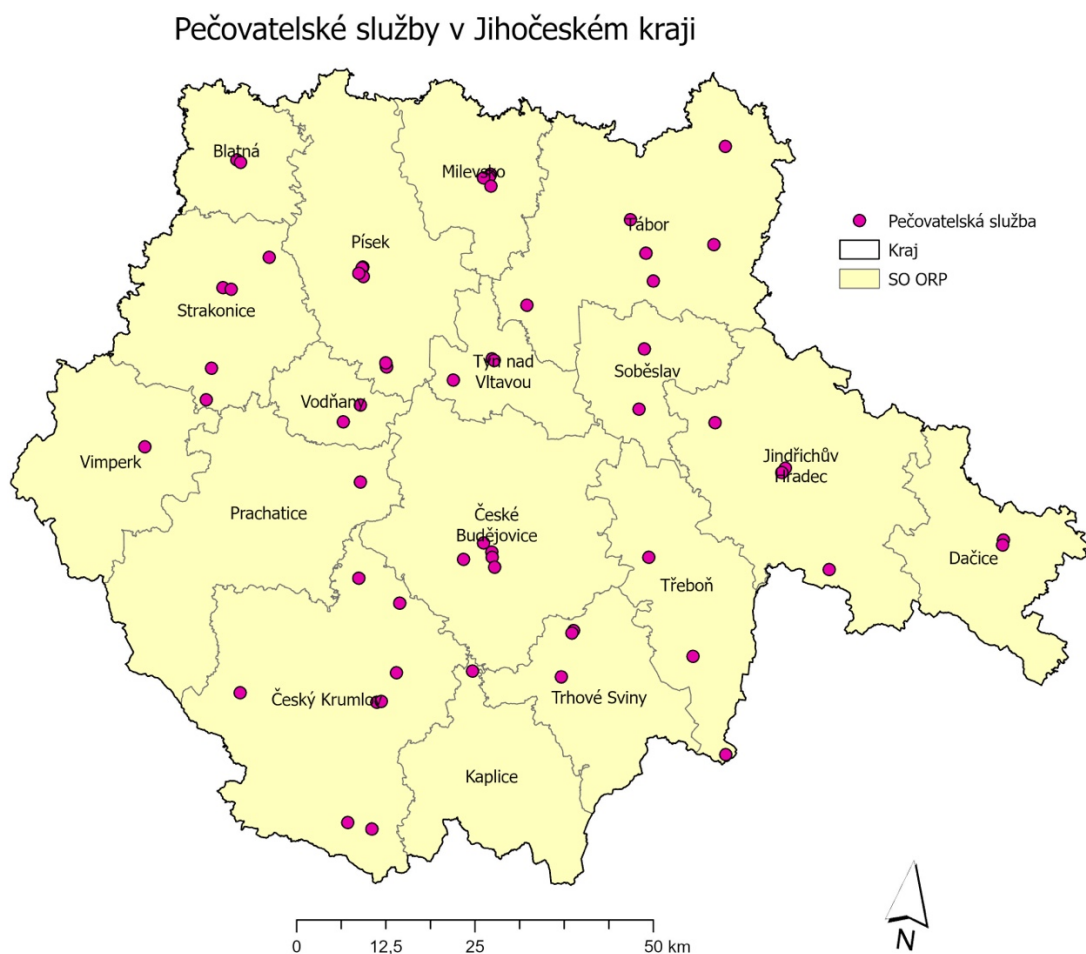 Pečovatelské služby v Jihočeském kraji
Blatná
Milevsko
Tábor
Pečovatelská služba
Kraj
SO ORP
Písek
Strakonice
Týn nad
Vltavou
Soběslav
Vodňany
Vimperk
Jindřichův
Hradec
Prachatice
České
Budějovice
Dačice
Třeboň
Český Krumlov
Trhové Sviny
Kaplice
0 12,5 25 50 km
N